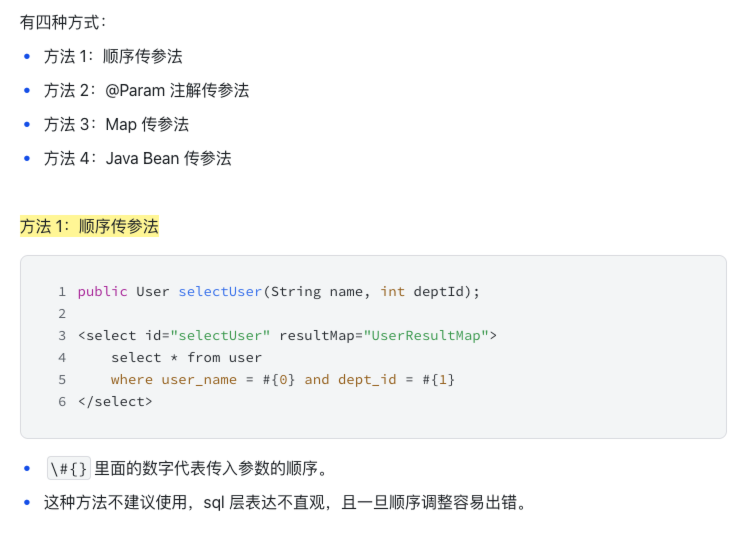 有四种方式：
方法 1：顺序传参法
方法 2：@Param 注解传参法
方法 3：Map 传参法
方法 4：Java Bean 传参法
方法 1：顺序传参法
1 public User selectUser(String name, int deptId);
2
3 <select id="selectUser" resultMap="UserResultMap">
4     select * from user
5     where user_name = #{0} and dept_id = #{1}
6 </select>
\#{} 里面的数字代表传入参数的顺序。
这种方法不建议使用，sql 层表达不直观，且一旦顺序调整容易出错。